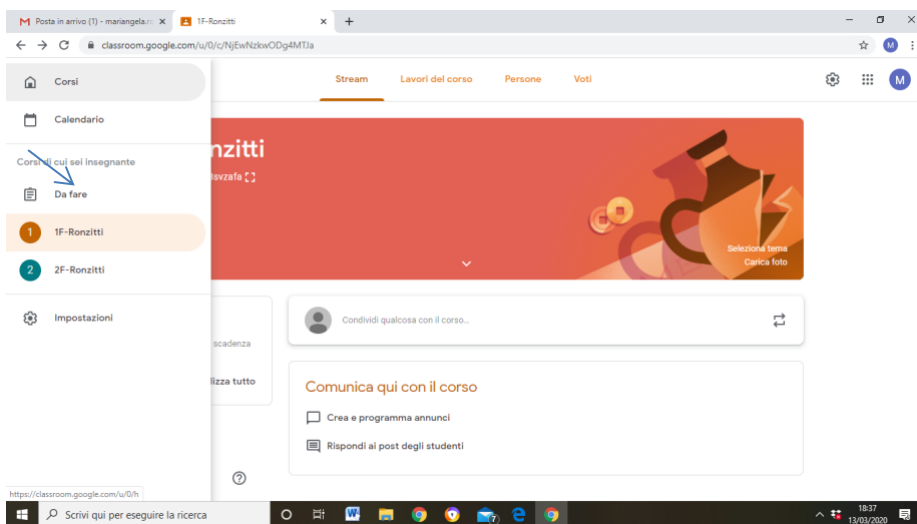 Posta in arrivo (1) - mariangela.r
1F-Ronzitti
classroom.google.com/u/0/c/NjEwNzkwODg4MTJa
M
Corsi
Stream Lavori del corso Persone Voti
M
Calendario
Corsi di cui sei insegnante
nzitti
Da fare
1 1F-Ronzitti
2 2F-Ronzitti
Seleziona tema
Carica foto
Impostazioni
Condividi qualcosa con il corso...
scadenza
lizza tutto
Comunica qui con il corso
Crea e programma annunci
Rispondi ai post degli studenti
https://classroom.google.com/u/0/h
Scrivi qui per eseguire la ricerca
18:37
13/03/2020